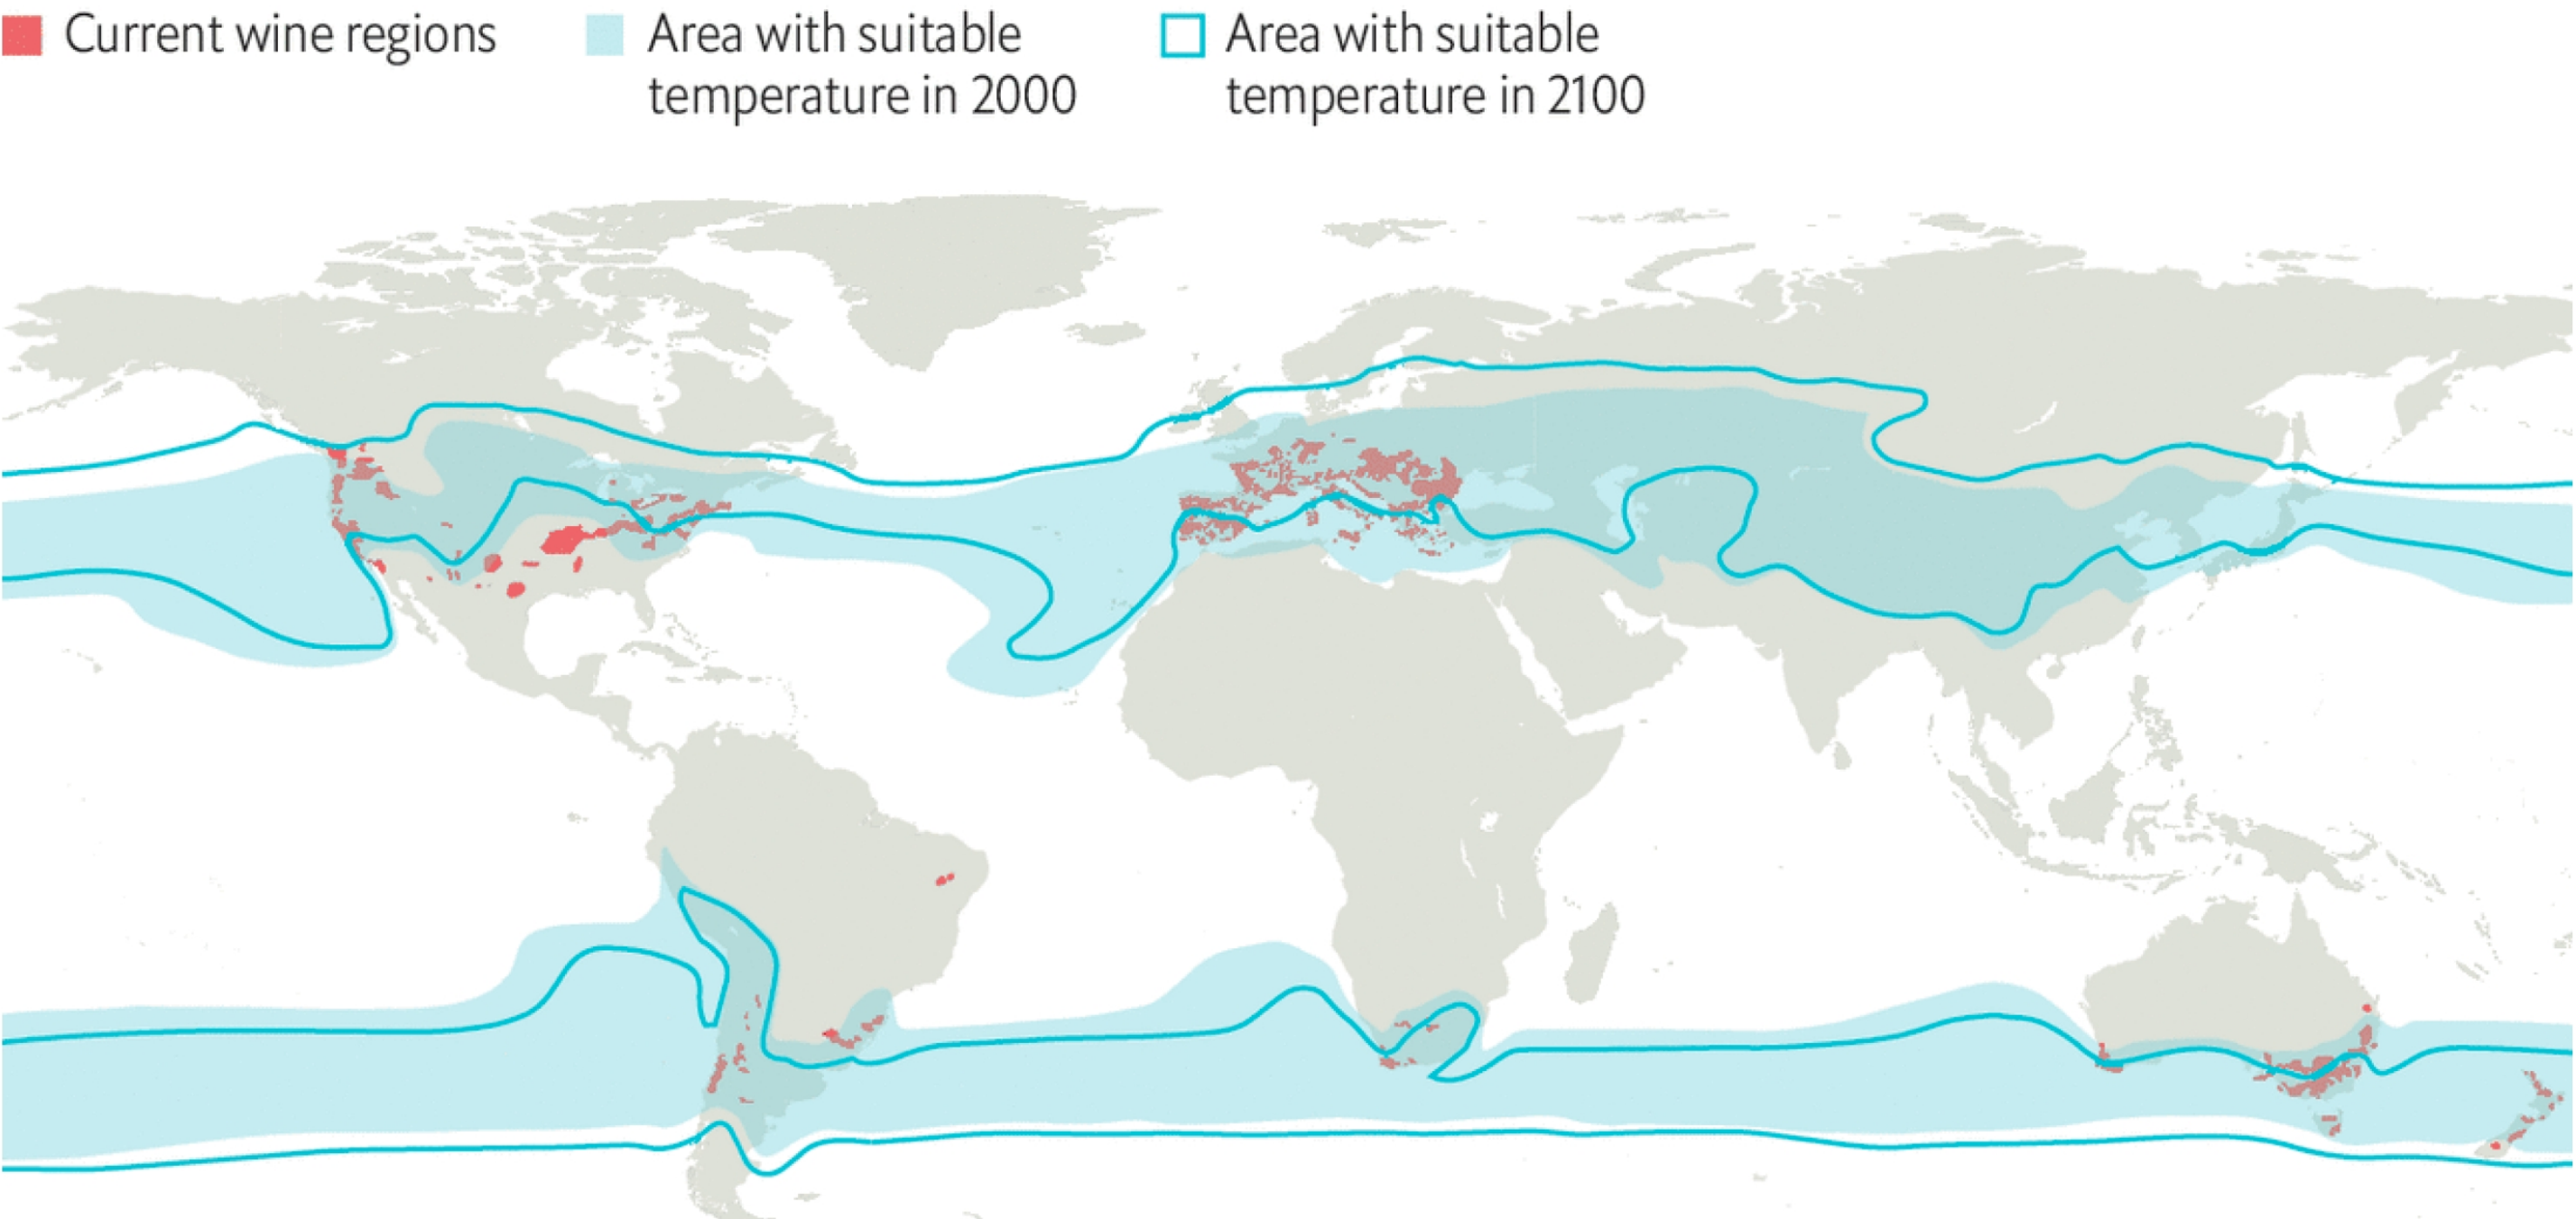 Current wine regions
Area with suitable
temperature in 2000
Area with suitable
temperature in 2100